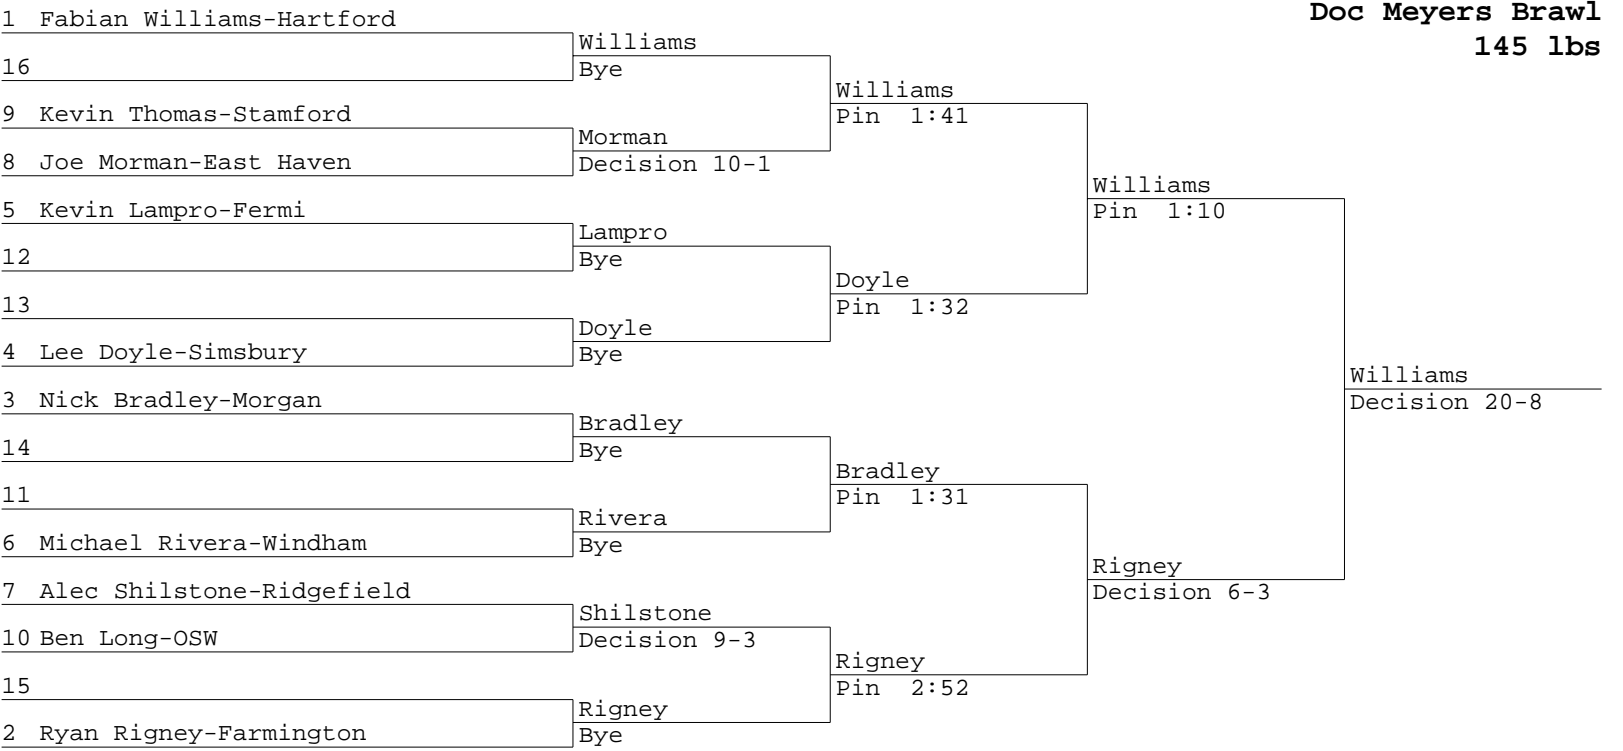 Doc Meyers Brawl
145 lbs
1 Fabian Williams-Hartford
16
9 Kevin Thomas-Stamford
8 Joe Morman-East Haven
5 Kevin Lampro-Fermi
12
13
4 Lee Doyle-Simsbury
3 Nick Bradley-Morgan
14
11
6 Michael Rivera-Windham
7 Alec Shilstone-Ridgefield
10 Ben Long-OSW
15
2 Ryan Rigney-Farmington
Williams
Bye
Morman
Decision 10-1
Lampro
Bye
Doyle
Bye
Bradley
Bye
Rivera
Bye
Shilstone
Decision 9-3
Rigney
Bye
Williams
Pin 1:41
Doyle
Pin 1:32
Bradley
Pin 1:31
Rigney
Pin 2:52
Williams
Pin 1:10
Rigney
Decision 6-3
Williams
Decision 20-8